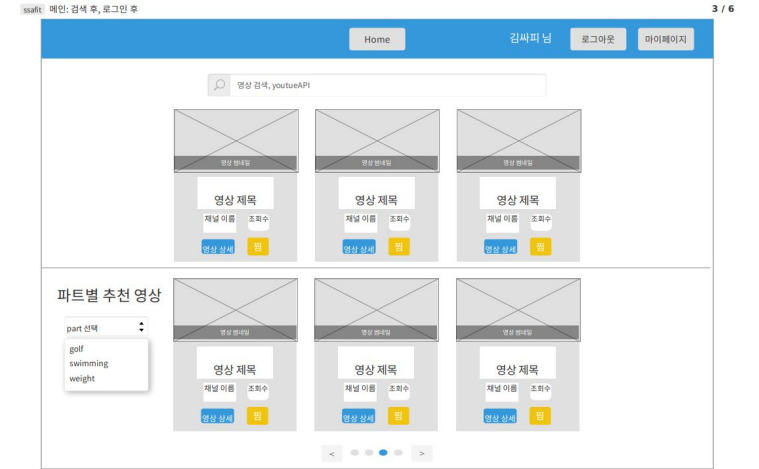 ssafit 메인: 검색 후, 로그인 후
3 / 6
Home 김싸피 님 로그아웃 마이페이지
영상 검색, youtueAPI
영상 썸네일 영상 썸네일 영상 썸네일
영상 제목 영상 제목 영상 제목
채널 이름 조회수 채널 이름 조회수 채널 이름 조회수
영상 상세 찜 영상 상세 찜 영상 상세 찜
파트별 추천 영상
part 선택
golf
swimming
weight
영상 썸네일 영상 썸네일 영상 썸네일
영상 제목 영상 제목 영상 제목
채널 이름 조회수 채널 이름 조회수 채널 이름 조회수
영상 상세 찜 영상 상세 찜 영상 상세 찜
< >